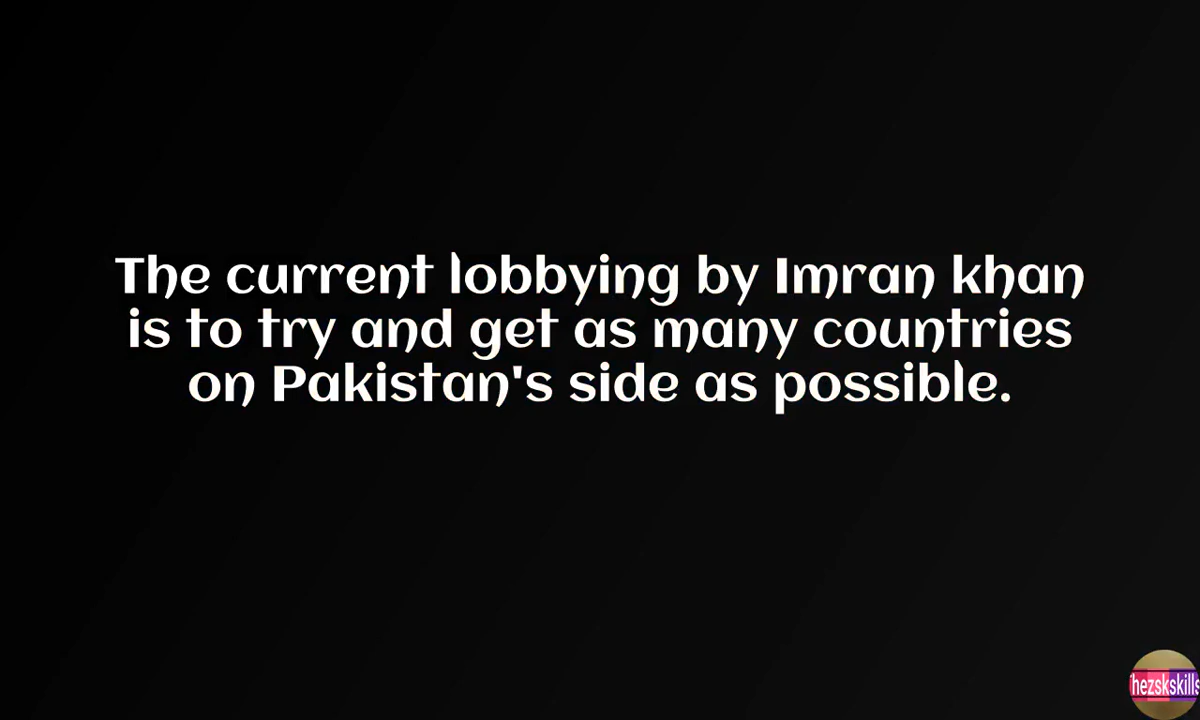 The current lobbying by Imran khan
is to try and get as many countries
on Pakistan's side as possible.
hezskskills